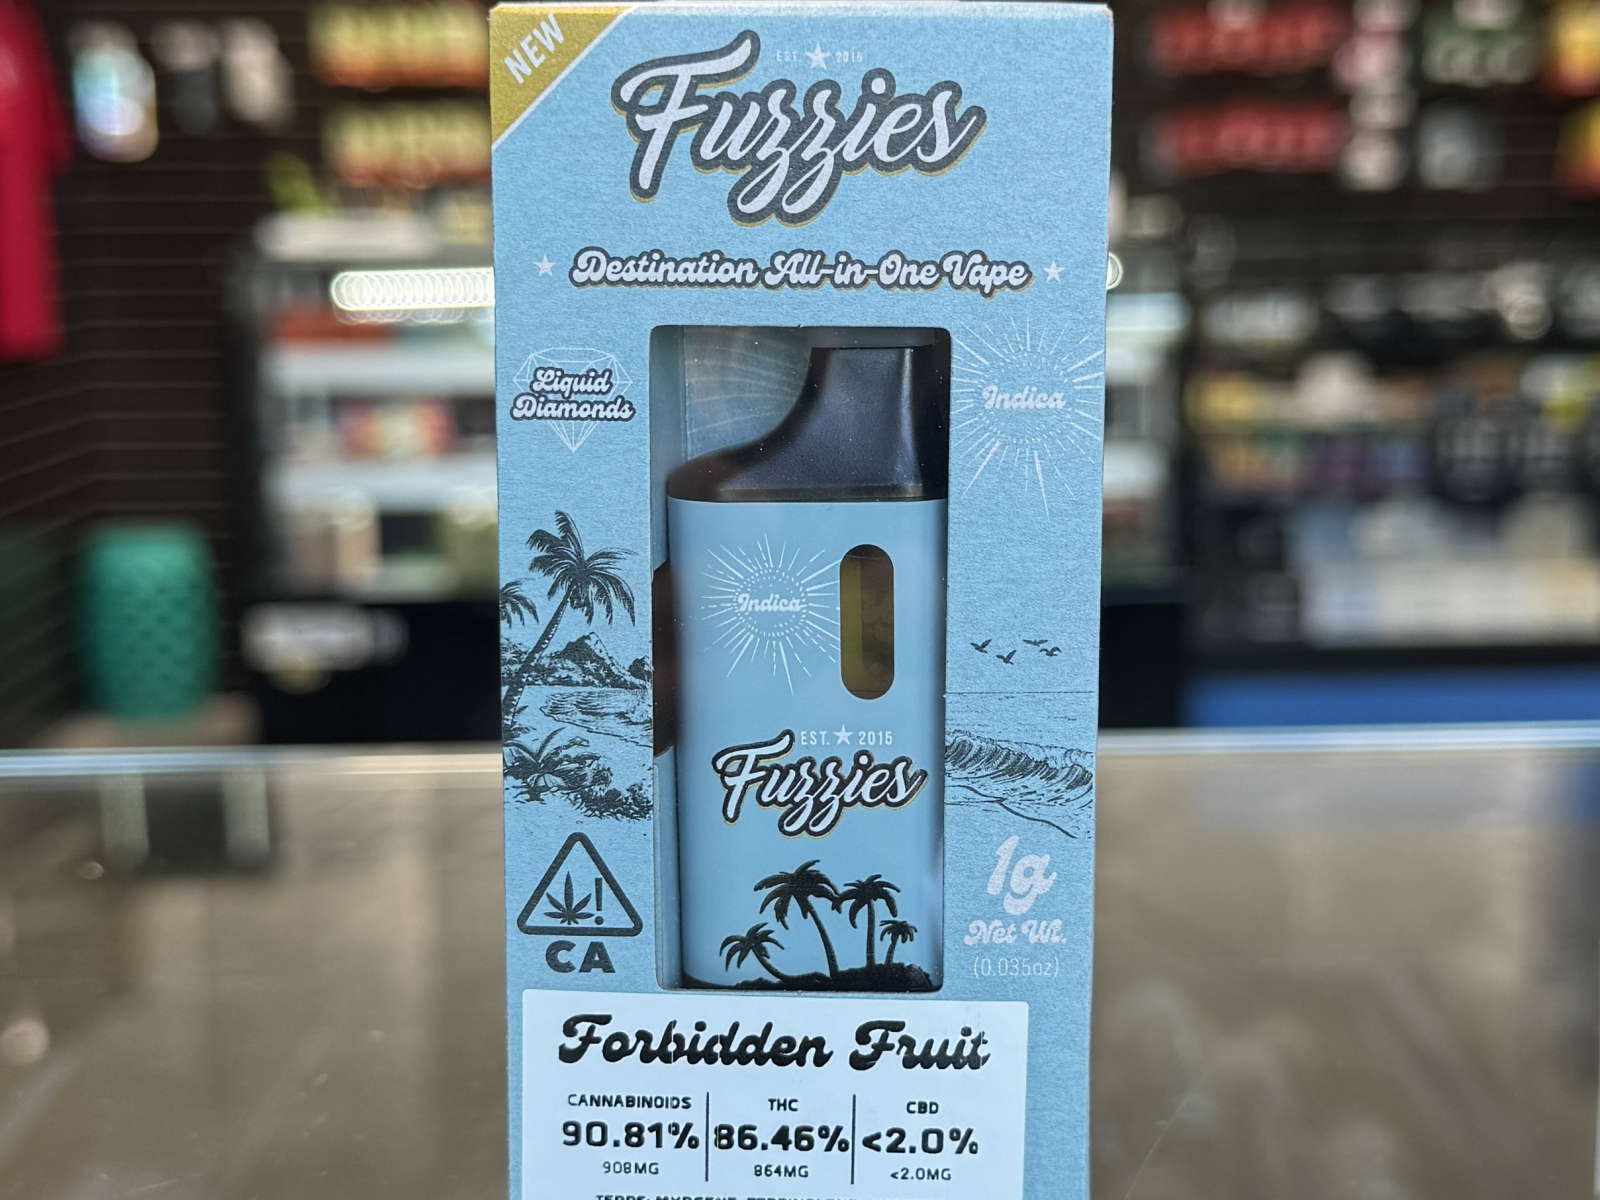 NEW
EST. ★ 2015
Fuzzies
Destination All-in-One Vape
Liquid
Diamonds
Indica
Indica
EST. ★ 2015
Fuzzies
CA
1g
Net Wt.
(0.035oz)
Forbidden Fruit
CANNABINOIDS THC CBD
90.81% 86.46% <2.0%
908MG 864MG <2.0MG